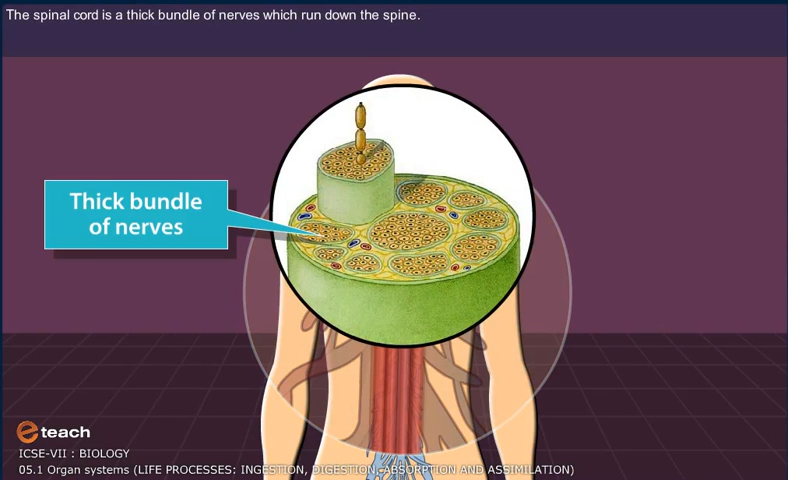 The spinal cord is a thick bundle of nerves which run down the spine.
Thick bundle
of nerves
e teach
ICSE-VII : BIOLOGY
05.1 Organ systems (LIFE PROCESSES: INGESTION, DIGESTION, ABSORPTION AND ASSIMILATION)